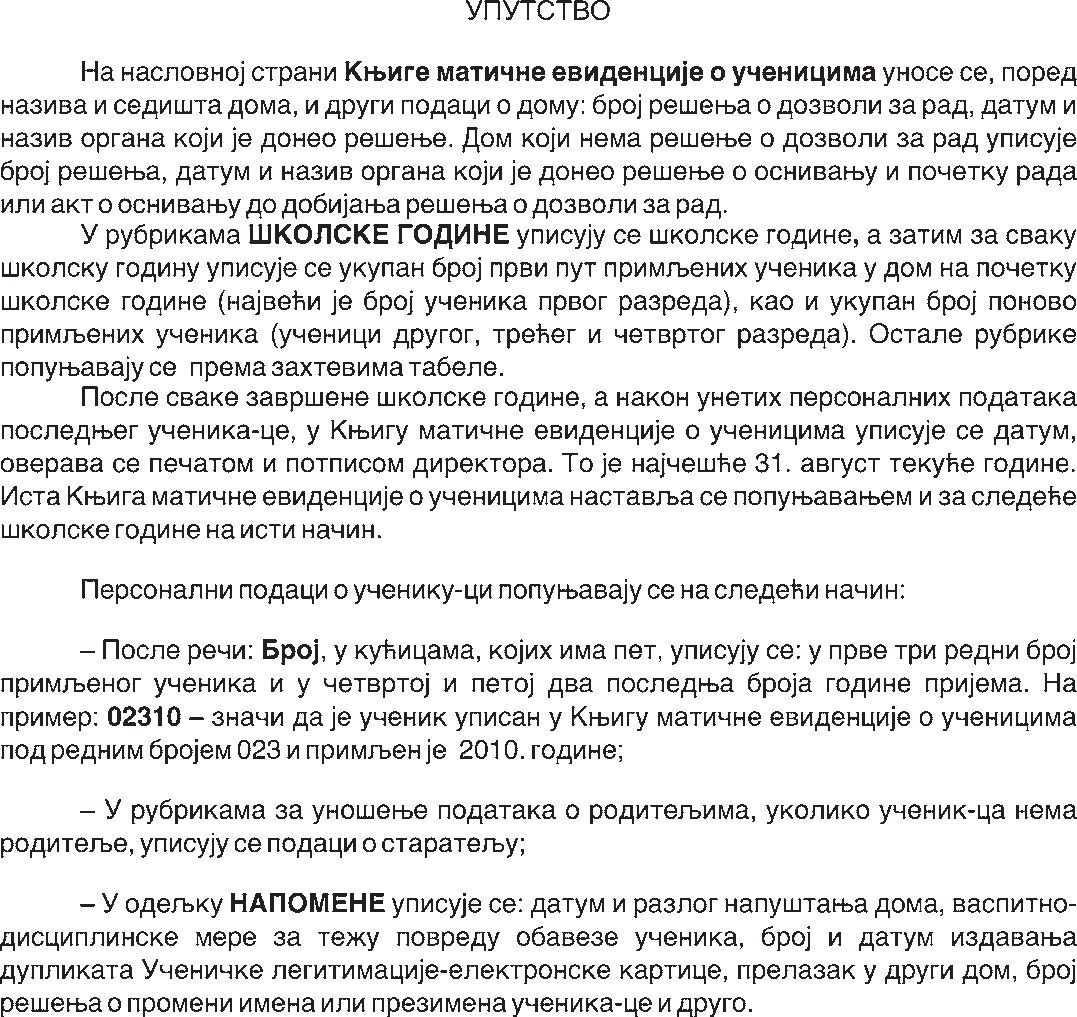 УПУТСТВО
На насловној страни Књиге матичне евиденције о ученицима уносе се, поред
назива и седишта дома, и други подаци о дому: број решења о дозволи за рад, датум и
назив органа који је донео решење. Дом који нема решење о дозволи за рад уписује
број решења, датум и назив органа који је донео решење о оснивању и почетку рада
или акт о оснивању до добијања решења о дозволи за рад.
У рубрикама ШКОЛСКЕ ГОДИНЕ уписују се школске године, а затим за сваку
школску годину уписује се укупан број први пут примљених ученика у дом на почетку
школске године (највећи је број ученика првог разреда), као и укупан број поново
примљених ученика (ученици другог, трећег и четвртог разреда). Остале рубрике
попуњавају се према захтевима табеле.
После сваке завршене школске године, а након унетих персоналних података
последњег ученика-це, у Књигу матичне евиденције о ученицима уписује се датум,
оверава се печатом и потписом директора. То је најчешће 31. август текуће године.
Иста Књига матичне евиденције о ученицима наставља се попуњавањем и за следеће
школске године на исти начин.
Персонални подаци о ученику-ци попуњавају се на следећи начин:
– После речи: Број, у кућицама, којих има пет, уписују се: у прве три редни број
примљеног ученика и у четвртој и петој два последња броја године пријема. На
пример: 02310 – значи да је ученик уписан у Књигу матичне евиденције о ученицима
под редним бројем 023 и примљен је 2010. године;
– У рубрикама за уношење података о родитељима, уколико ученик-ца нема
родитеље, уписују се подаци о старатељу;
– У одељку НАПОМЕНЕ уписује се: датум и разлог напуштања дома, васпитно-
дисциплинске мере за тежу повреду обавезе ученика, број и датум издавања
дупликата Ученичке легитимације-електронске картице, прелазак у други дом, број
решења о промени имена или презимена ученика-це и друго.